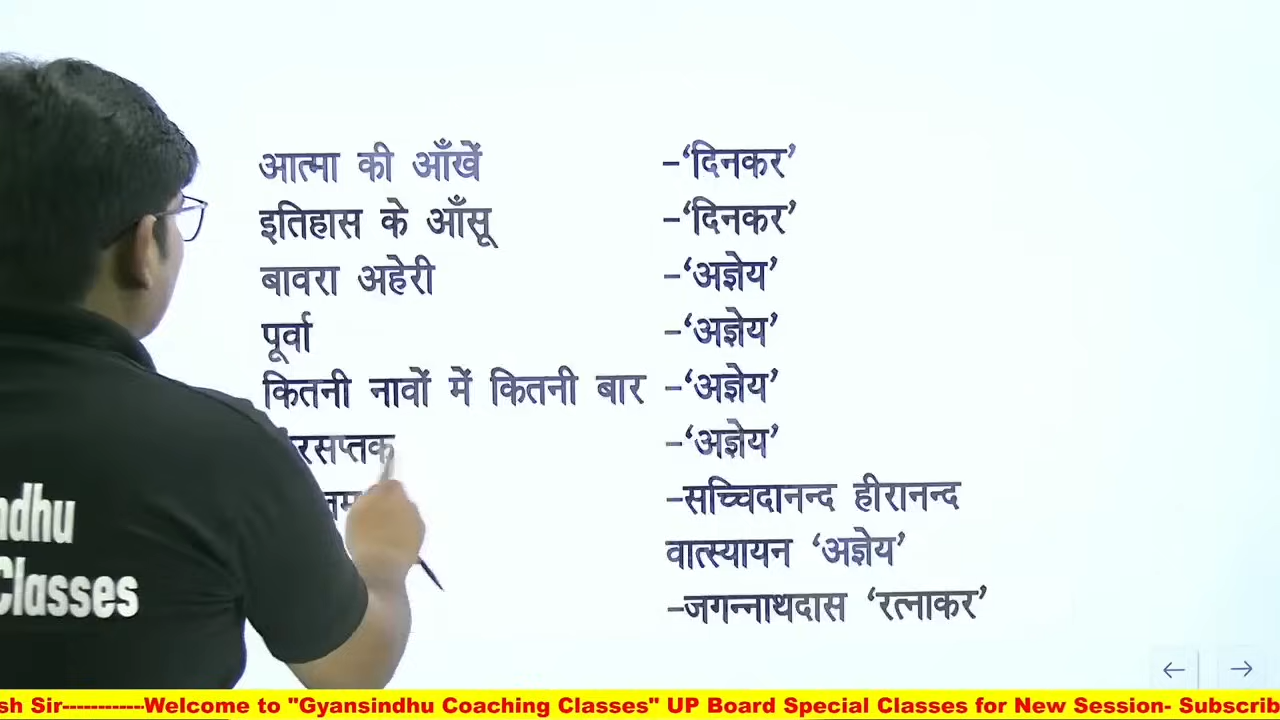 आत्मा की आँखें –‘दिनकर’
इतिहास के आँसू –‘दिनकर’
बावरा अहेरी –‘अज्ञेय’
पूर्वा –‘अज्ञेय’
कितनी नावों में कितनी बार –‘अज्ञेय’
रसप्तक –‘अज्ञेय’
–सच्चिदानन्द हीरानन्द
वात्स्यायन ‘अज्ञेय’
–जगन्नाथदास ‘रत्नाकर’
ndhu
Classes
sh Sir-----------Welcome to "Gyansindhu Coaching Classes" UP Board Special Classes for New Session- Subscrib